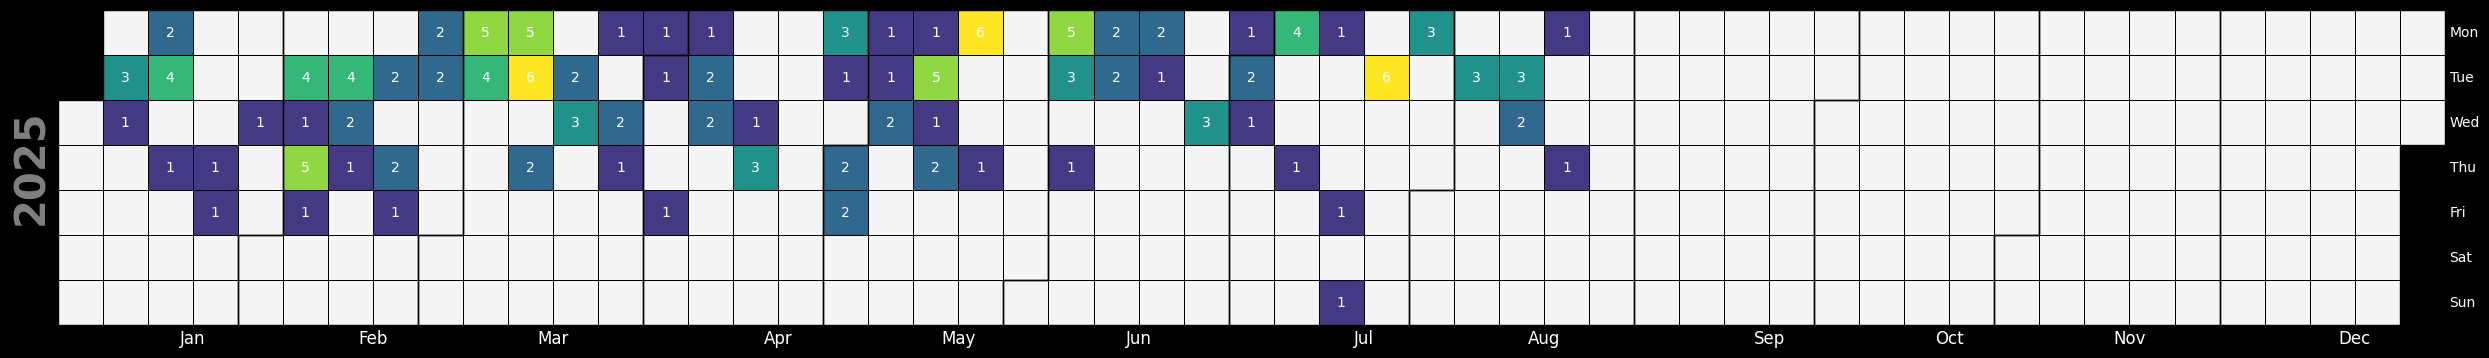 2 2 5 5 1 1 1 3 1 1 6 5 2 2 1 4 1 3 1 Mon
3 4 4 4 2 2 4 6 2 1 2 1 1 5 3 2 1 2 6 3 3 Tue
1 1 1 2 3 2 2 1 2 1 3 1 2 Wed
2025
1 1 5 1 2 2 1 3 2 2 1 1 1 1 Thu
1 1 1 1 2 1 Fri
Sat
1 Sun
Jan Feb Mar Apr May Jun Jul Aug Sep Oct Nov Dec